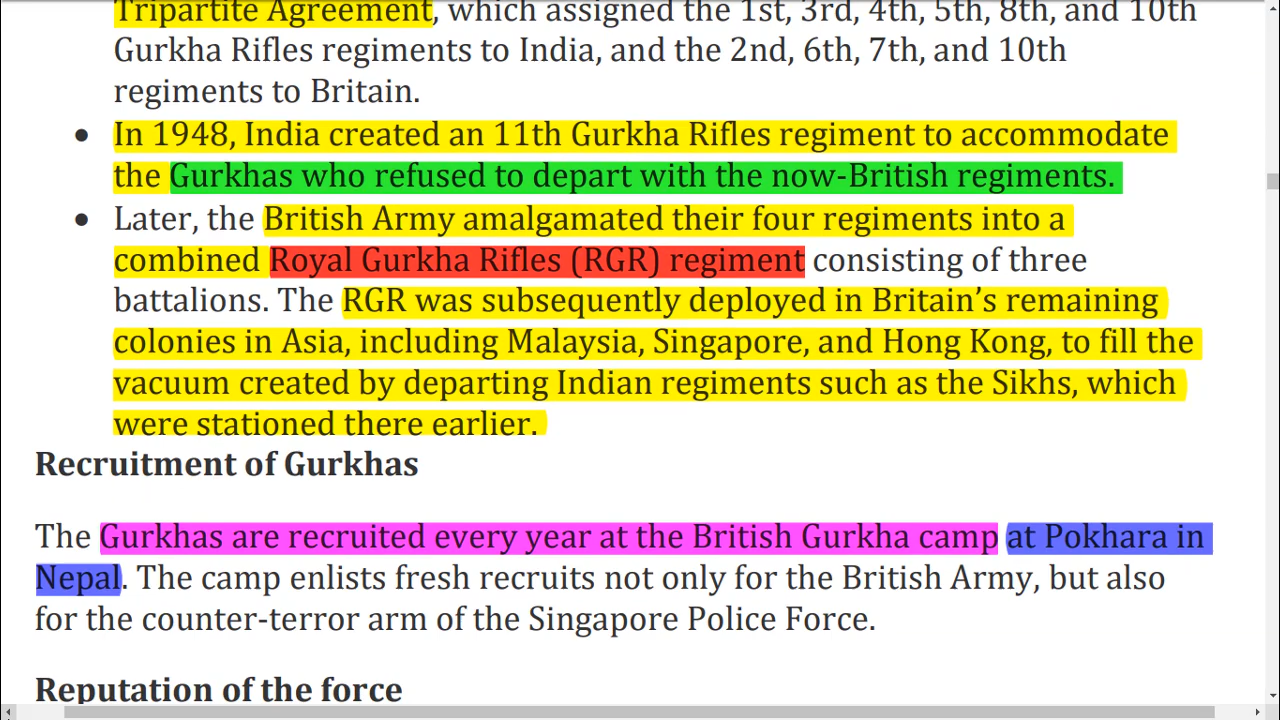 Tripartite Agreement, which assigned the 1st, 3rd, 4th, 5th, 8th, and 10th
Gurkha Rifles regiments to India, and the 2nd, 6th, 7th, and 10th
regiments to Britain.
• In 1948, India created an 11th Gurkha Rifles regiment to accommodate
the Gurkhas who refused to depart with the now-British regiments.
• Later, the British Army amalgamated their four regiments into a
combined Royal Gurkha Rifles (RGR) regiment consisting of three
battalions. The RGR was subsequently deployed in Britain’s remaining
colonies in Asia, including Malaysia, Singapore, and Hong Kong, to fill the
vacuum created by departing Indian regiments such as the Sikhs, which
were stationed there earlier.
Recruitment of Gurkhas
The Gurkhas are recruited every year at the British Gurkha camp at Pokhara in
Nepal. The camp enlists fresh recruits not only for the British Army, but also
for the counter-terror arm of the Singapore Police Force.
Reputation of the force